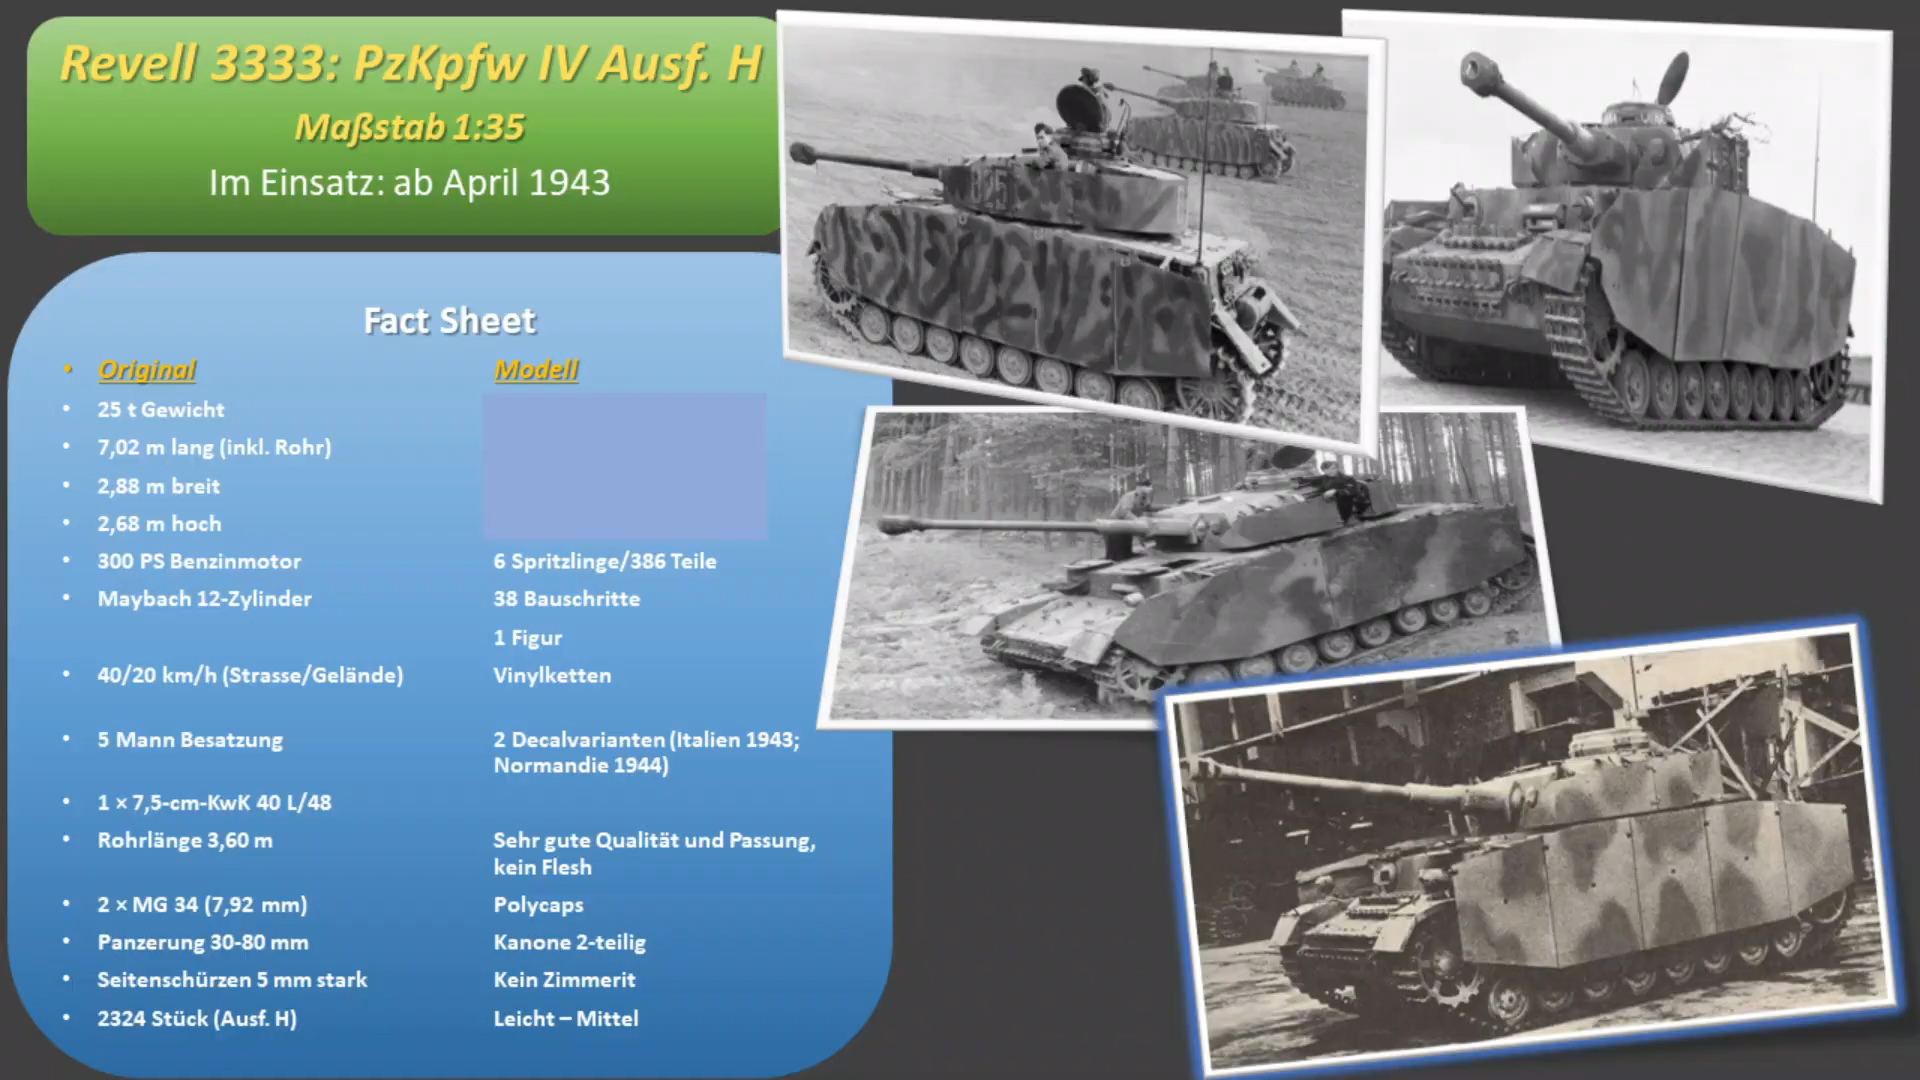 Revell 3333: PzKpfw IV Ausf. H
Maßstab 1:35
Im Einsatz: ab April 1943
Fact Sheet
• Original Modell
• 25 t Gewicht
• 7,02 m lang (inkl. Rohr)
• 2,88 m breit
• 2,68 m hoch
• 300 PS Benzinmotor 6 Spritzlinge/386 Teile
• Maybach 12-Zylinder 38 Bauschritte
1 Figur
• 40/20 km/h (Strasse/Gelände) Vinylketten
• 5 Mann Besatzung 2 Decalvarianten (Italien 1943;
Normandie 1944)
• 1 × 7,5-cm-KwK 40 L/48
• Rohrlänge 3,60 m Sehr gute Qualität und Passung,
kein Flesh
• 2 × MG 34 (7,92 mm) Polycaps
• Panzerung 30-80 mm Kanone 2-teilig
• Seitenschürzen 5 mm stark Kein Zimmerit
• 2324 Stück (Ausf. H) Leicht – Mittel